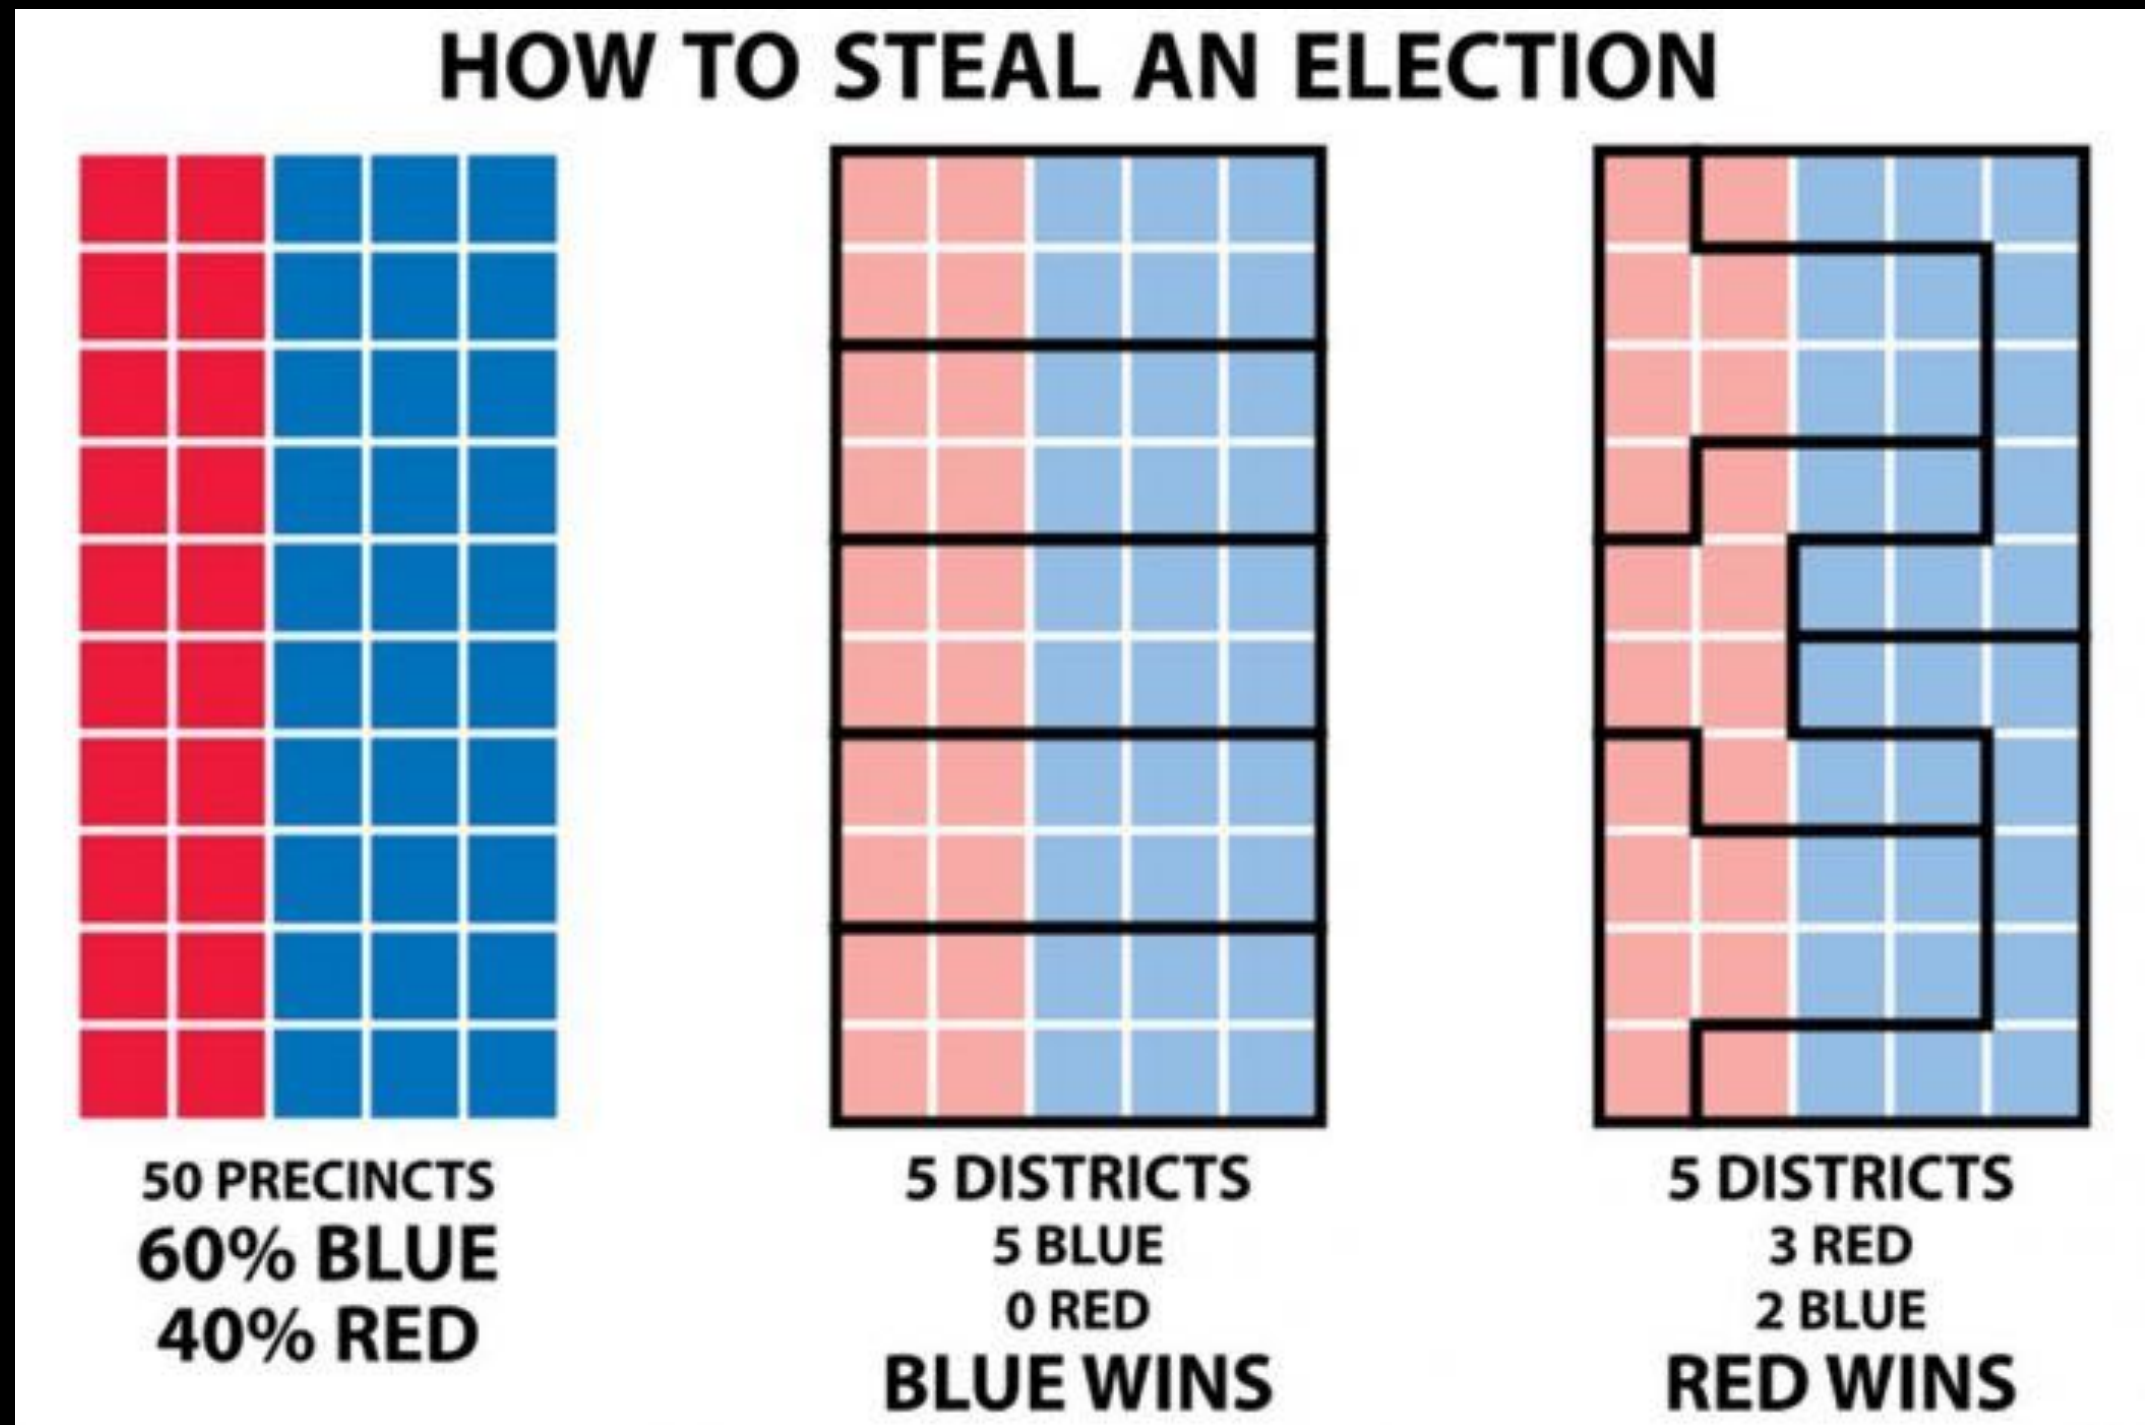 HOW TO STEAL AN ELECTION
50 PRECINCTS
60% BLUE
40% RED
5 DISTRICTS
5 BLUE
0 RED
BLUE WINS
5 DISTRICTS
3 RED
2 BLUE
RED WINS